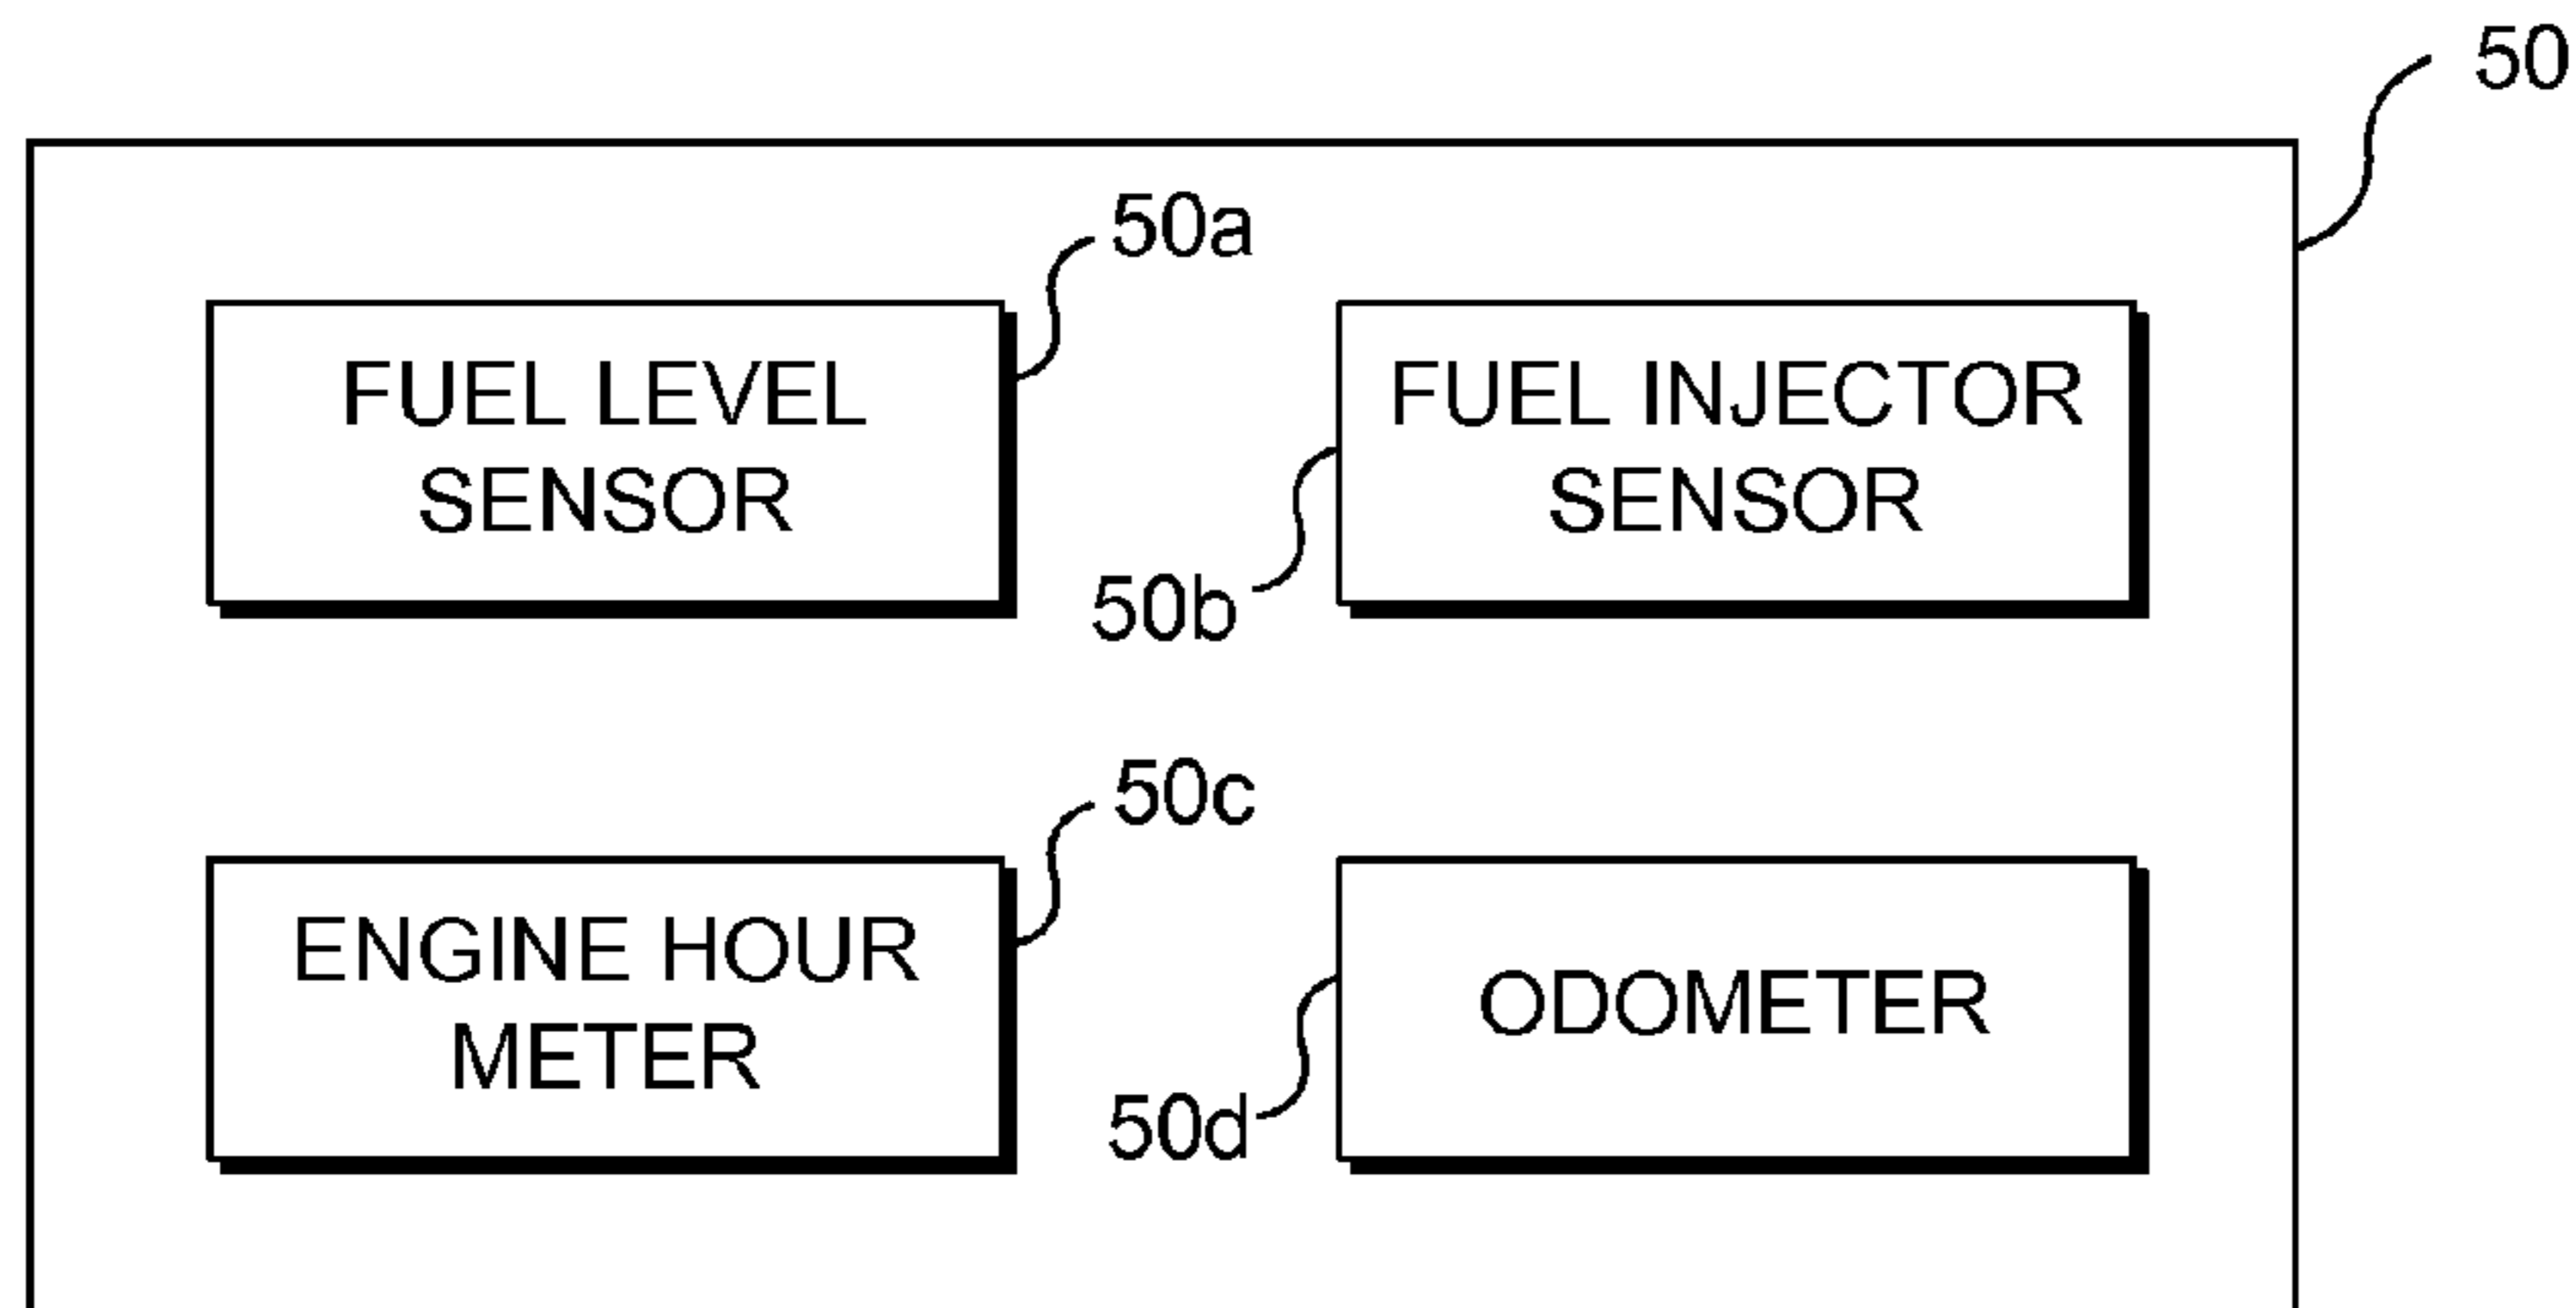 50
50a
FUEL LEVEL
SENSOR
FUEL INJECTOR
SENSOR
50b
50c
ENGINE HOUR
METER
ODOMETER
50d